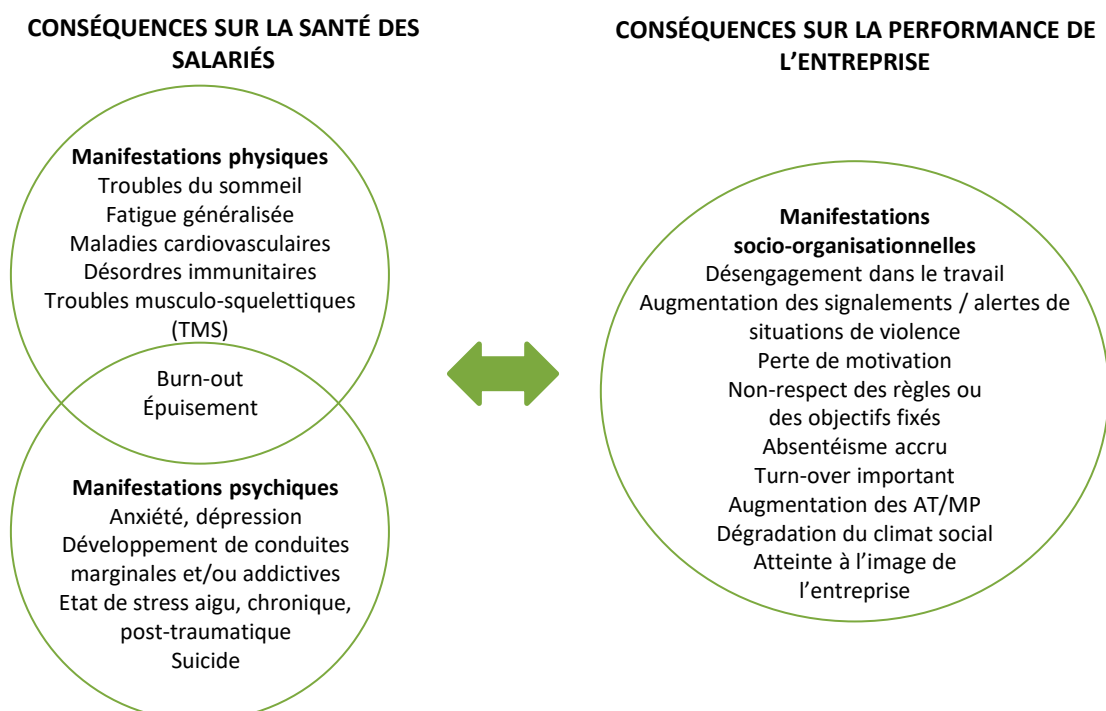 CONSÉQUENCES SUR LA SANTÉ DES
SALARIÉS
Manifestations physiques
Troubles du sommeil
Fatigue généralisée
Maladies cardiovasculaires
Désordres immunitaires
Troubles musculo-squelettiques
(TMS)
Burn-out
Épuisement
Manifestations psychiques
Anxiété, dépression
Développement de conduites
marginales et/ou addictives
Etat de stress aigu, chronique,
post-traumatique
Suicide
CONSÉQUENCES SUR LA PERFORMANCE DE
L’ENTREPRISE
Manifestations
socio-organisationnelles
Désengagement dans le travail
Augmentation des signalements / alertes de
situations de violence
Perte de motivation
Non-respect des règles ou
des objectifs fixés
Absentéisme accru
Turn-over important
Augmentation des AT/MP
Dégradation du climat social
Atteinte à l’image de
l’entreprise